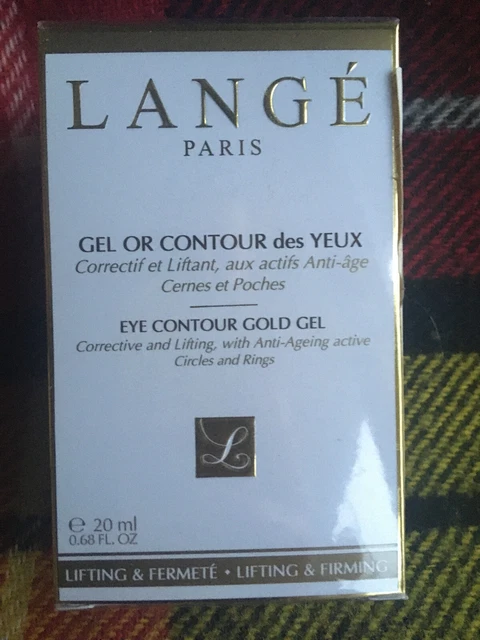 LANGÉ
PARIS
GEL OR CONTOUR des YEUX
Correctif et Liftant, aux actifs Anti-âge
Cernes et Poches
EYE CONTOUR GOLD GEL
Corrective and Lifting, with Anti-Ageing active
Circles and Rings
L
℮ 20 ml
0.68 FL. OZ
LIFTING & FERMETÉ • LIFTING & FIRMING